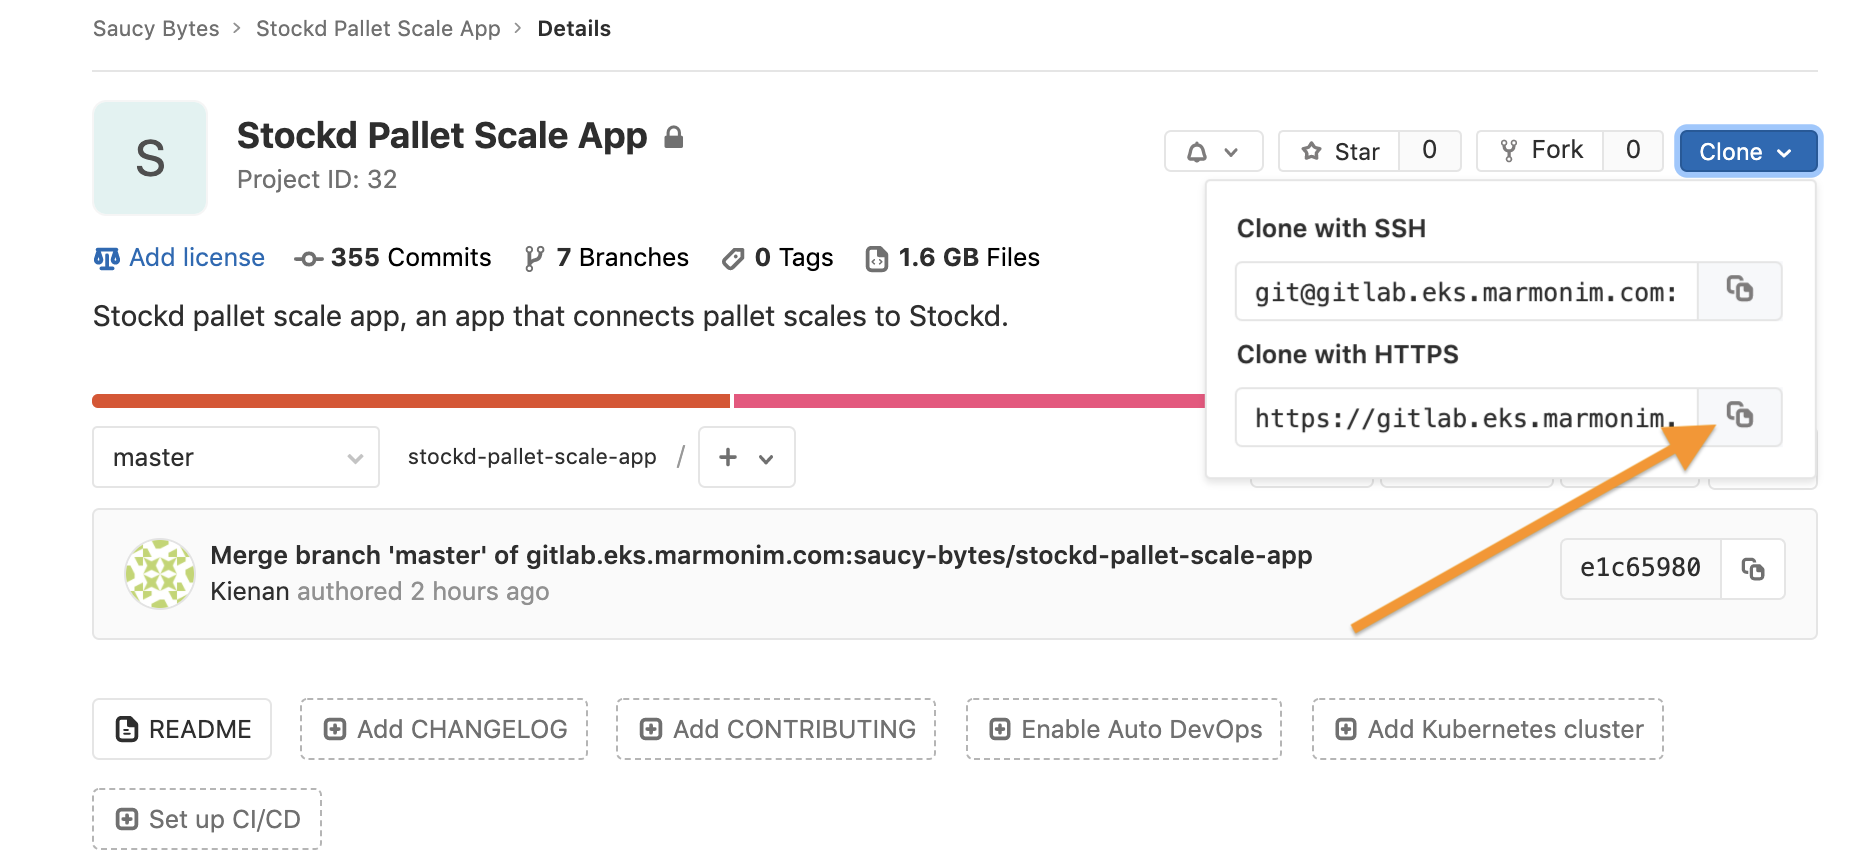 Saucy Bytes > Stockd Pallet Scale App > Details
S
Stockd Pallet Scale App
Project ID: 32
Star 0
Fork 0
Clone
Clone with SSH
git@gitlab.eks.marmonim.com:
Clone with HTTPS
https://gitlab.eks.marmonim.
Add license 355 Commits 7 Branches 0 Tags 1.6 GB Files
Stockd pallet scale app, an app that connects pallet scales to Stockd.
master
stockd-pallet-scale-app / +
Merge branch 'master' of gitlab.eks.marmonim.com:saucy-bytes/stockd-pallet-scale-app
Kienan authored 2 hours ago
e1c65980
README
Add CHANGELOG
Add CONTRIBUTING
Enable Auto DevOps
Add Kubernetes cluster
Set up CI/CD